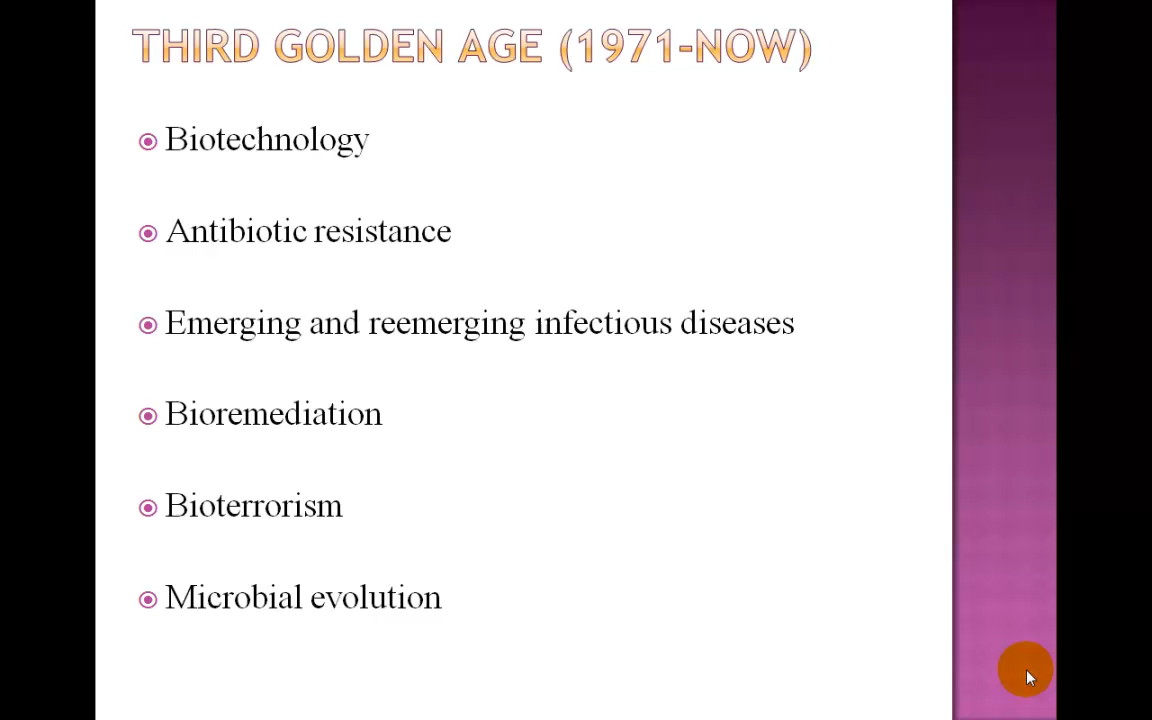 THIRD GOLDEN AGE (1971-NOW)
Biotechnology
Antibiotic resistance
Emerging and reemerging infectious diseases
Bioremediation
Bioterrorism
Microbial evolution